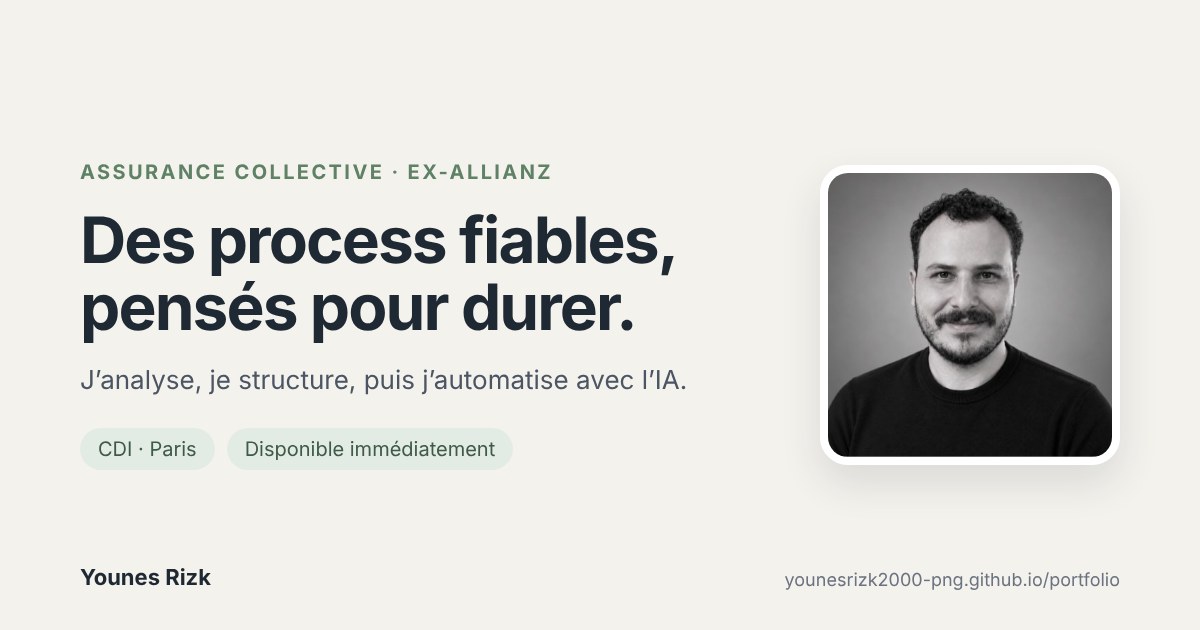 ASSURANCE COLLECTIVE · EX-ALLIANZ
Des process fiables,
pensés pour durer.
J’analyse, je structure, puis j’automatise avec l’IA.
CDI · Paris
Disponible immédiatement
Younes Rizk
younesrizk2000-png.github.io/portfolio